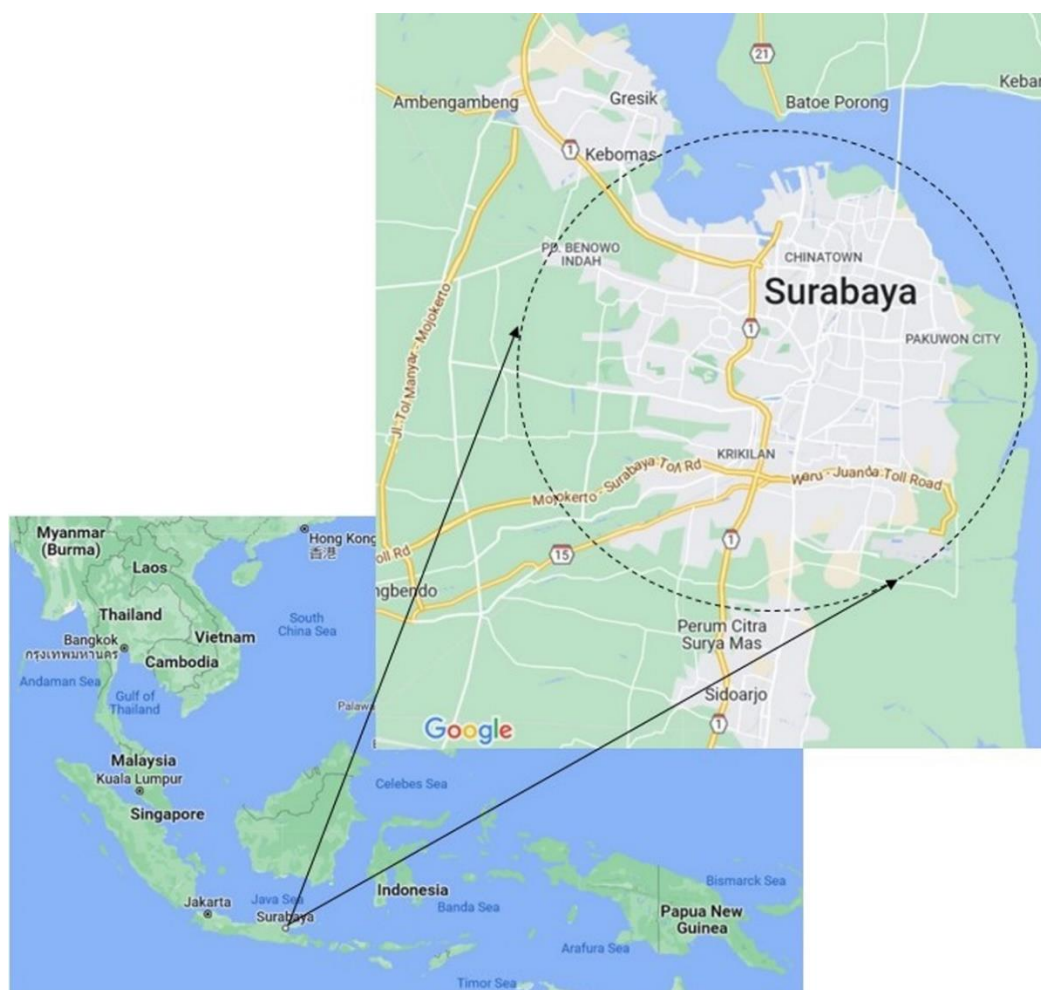 21
Keban
Ambengambeng
Gresik
Batoe Porong
1
Kebomas
PD. BENOWO
INDAH
CHINATOWN
Surabaya
1
PAKUWON CITY
Jl. Tol Manyar - Mojokerto
KRIKILAN
Mojokerto - Surabaya Toll Rd
Waru - Juanda Toll Road
1
15
oll Rd
ngbendo
Perum Citra
Surya Mas
Sidoarjo
1
Google
Myanmar
(Burma)
Hong Kong
香港
Laos
South
China Sea
Thailand
Vietnam
Bangkok
กรุงเทพมหานคร
Cambodia
Andaman Sea
Gulf of
Thailand
Palawa
Malaysia
Kuala Lumpur
Celebes Sea
Singapore
Indonesia
Bismarck Sea
Jakarta
Java Sea
Surabaya
Banda Sea
Papua New
Guinea
Arafura Sea
Timor Sea